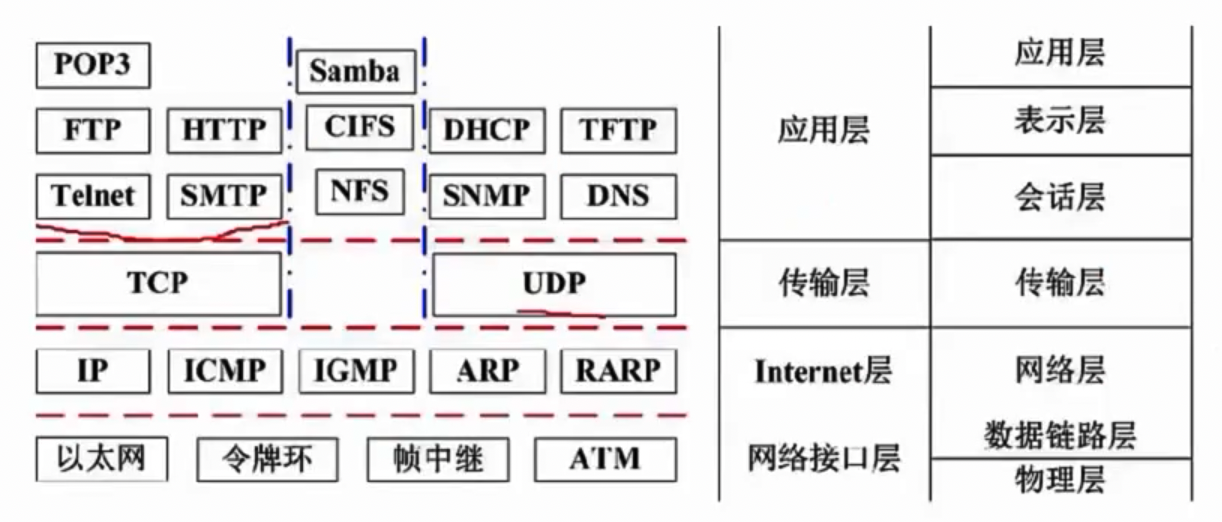 POP3 Samba
FTP HTTP CIFS DHCP TFTP
Telnet SMTP NFS SNMP DNS
TCP UDP
IP ICMP IGMP ARP RARP
以太网 令牌环 帧中继 ATM
应用层
传输层
Internet层
网络接口层
应用层
表示层
会话层
传输层
网络层
数据链路层
物理层